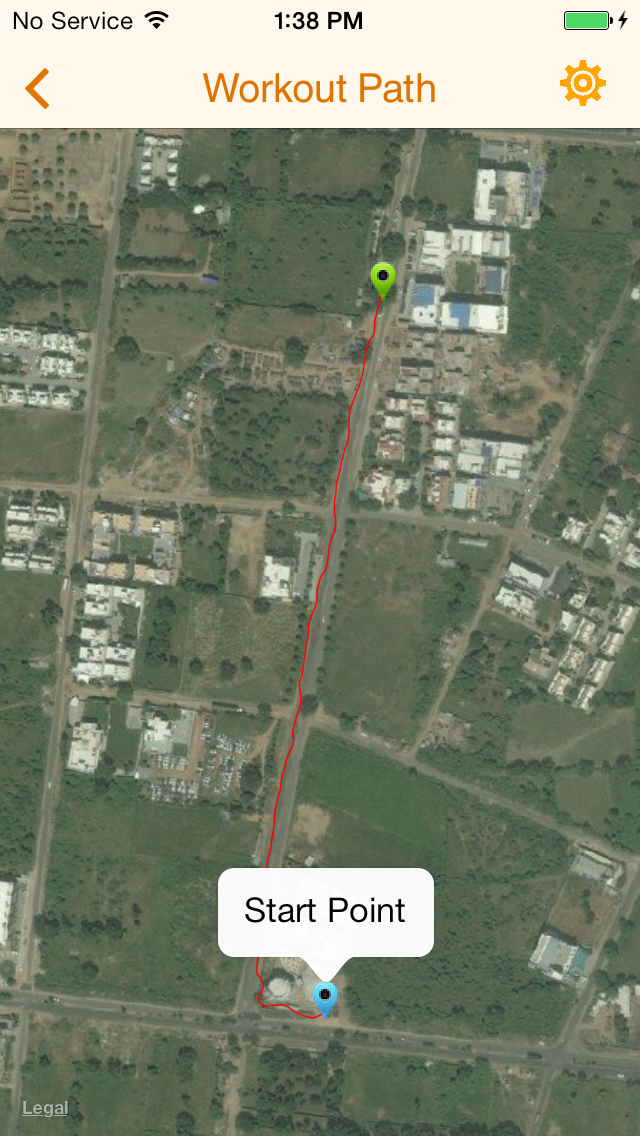 No Service 1:38 PM
Workout Path
Start Point
Legal